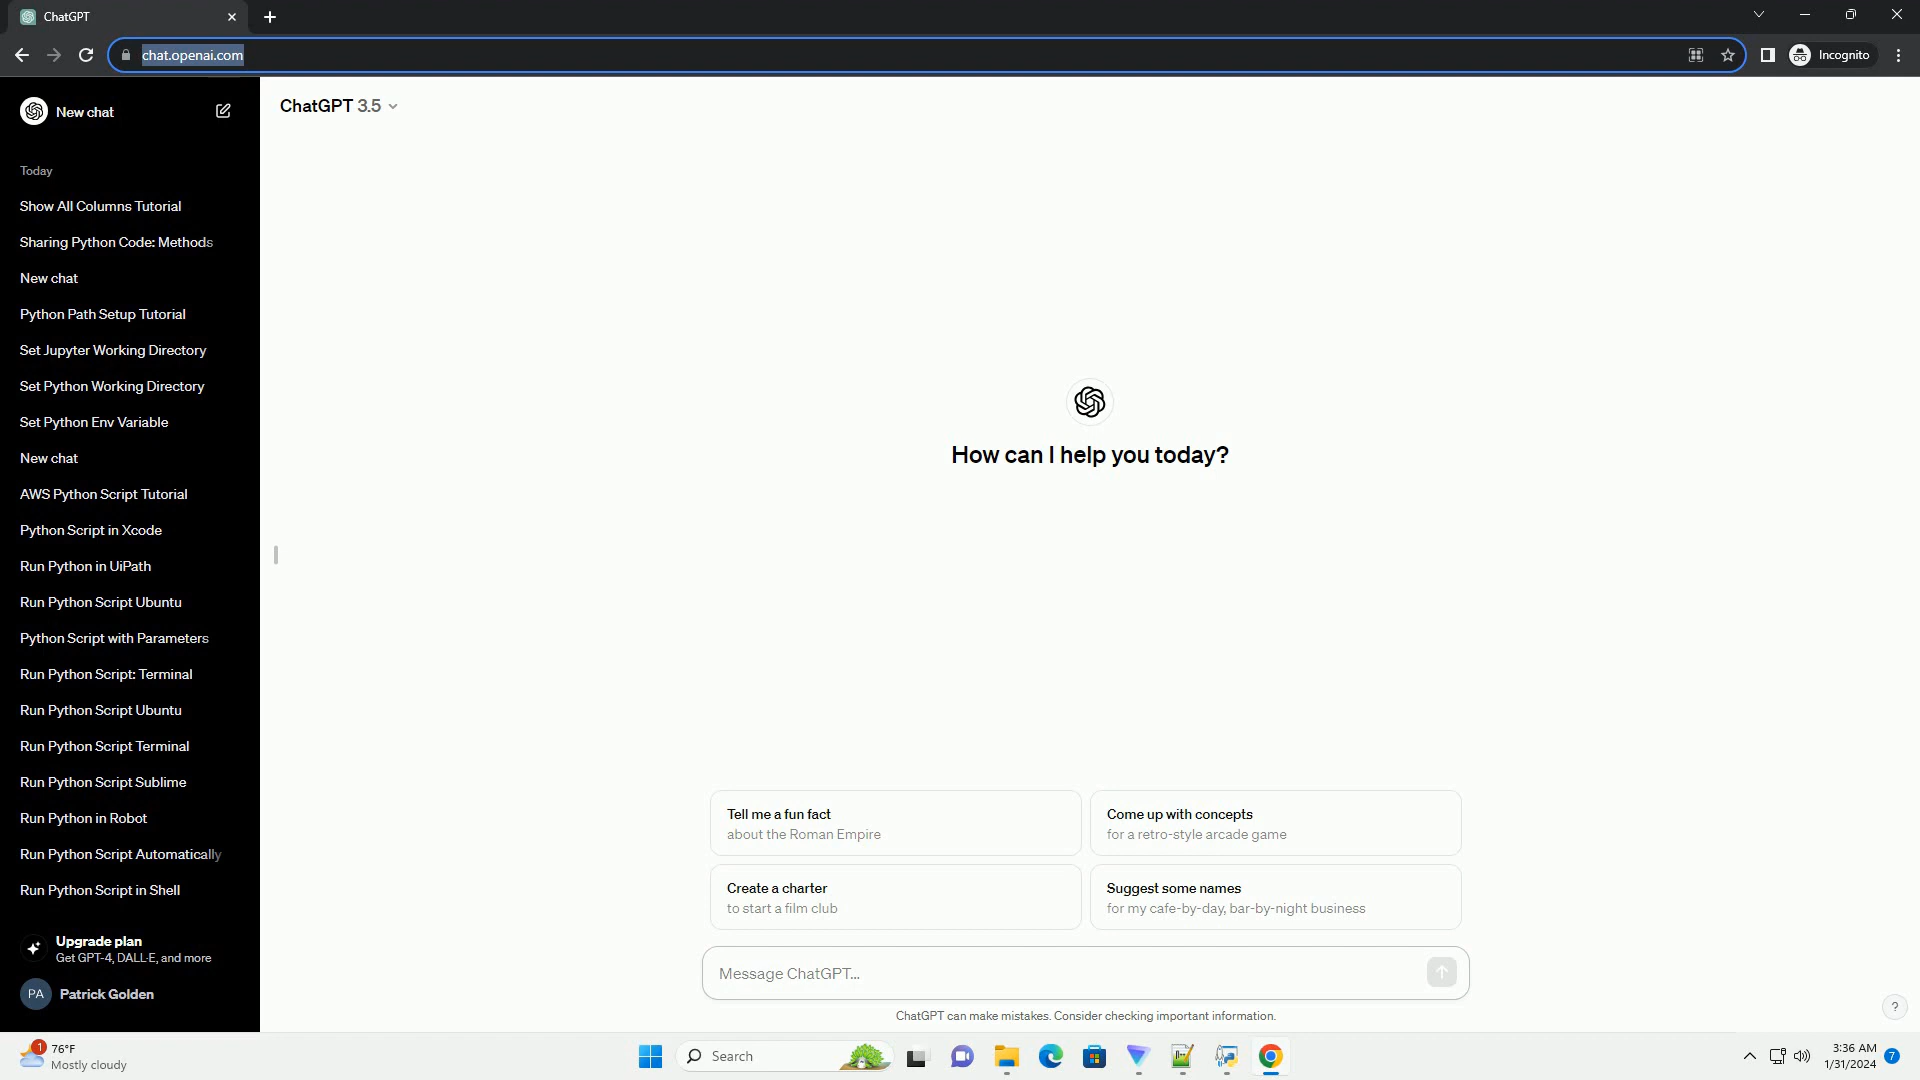 ChatGPT
chat.openai.com
Incognito
New chat
ChatGPT 3.5
Today
Show All Columns Tutorial
Sharing Python Code: Methods
New chat
Python Path Setup Tutorial
Set Jupyter Working Directory
Set Python Working Directory
Set Python Env Variable
New chat
AWS Python Script Tutorial
Python Script in Xcode
Run Python in UiPath
Run Python Script Ubuntu
Python Script with Parameters
Run Python Script: Terminal
Run Python Script Ubuntu
Run Python Script Terminal
Run Python Script Sublime
Run Python in Robot
Run Python Script Automatically
Run Python Script in Shell
Upgrade plan
Get GPT-4, DALL·E, and more
PA
Patrick Golden
How can I help you today?
Tell me a fun fact
about the Roman Empire
Come up with concepts
for a retro-style arcade game
Create a charter
to start a film club
Suggest some names
for my cafe-by-day, bar-by-night business
Message ChatGPT...
ChatGPT can make mistakes. Consider checking important information.
?
1
76°F
Mostly cloudy
Search
3:36 AM
1/31/2024
7